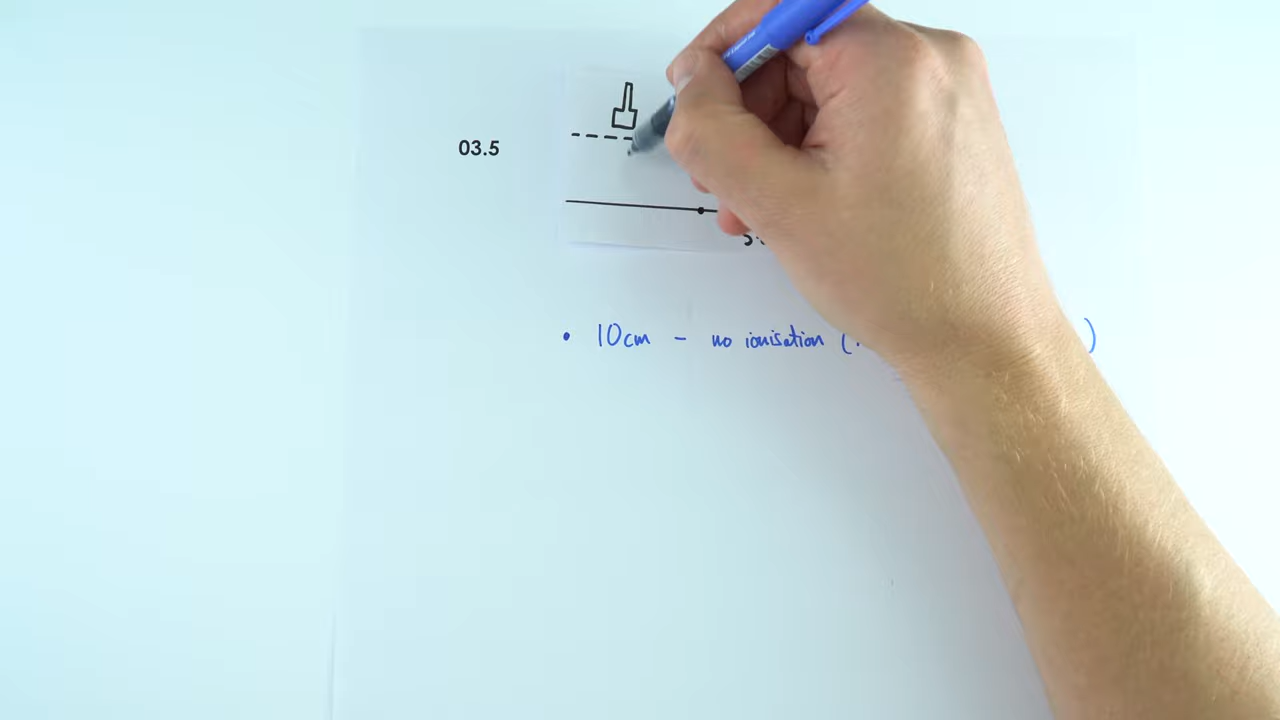 03.5
• 10cm – no ionisation (
)